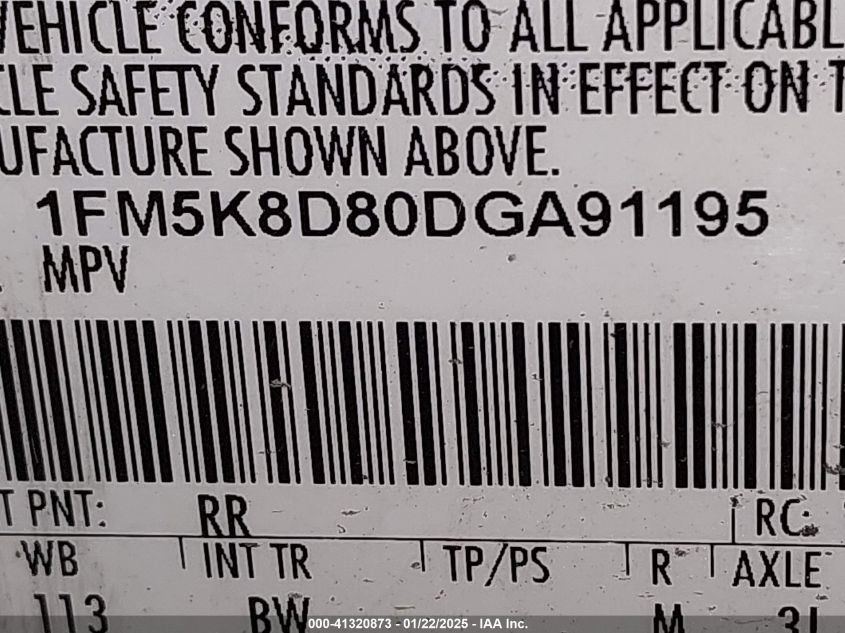 VEHICLE CONFORMS TO ALL APPLICABL
CLE SAFETY STANDARDS IN EFFECT ON T
UFACTURE SHOWN ABOVE.
1FM5K8D80DGA91195
MPV
T PNT: RR RC:
WB INT TR TP/PS R AXLE
113 BW M 3L
000-41320873 - 01/22/2025 - IAA Inc.